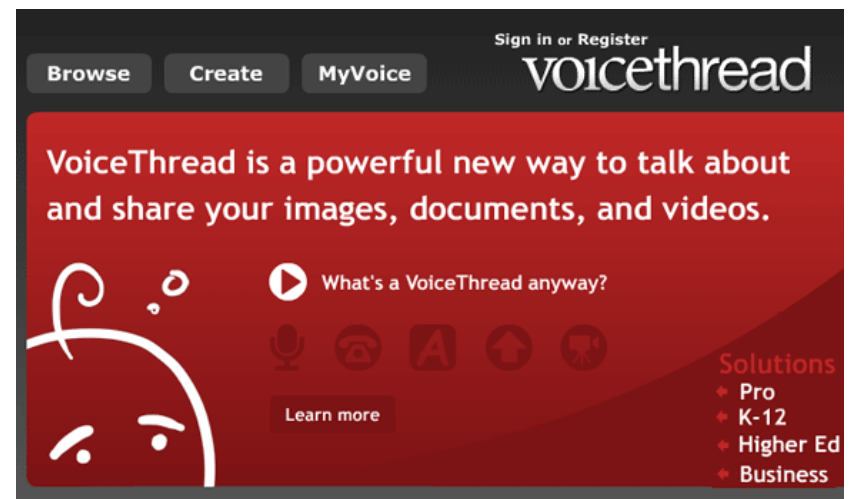 Sign in or Register
Browse Create MyVoice voicethread
VoiceThread is a powerful new way to talk about
and share your images, documents, and videos.
What's a VoiceThread anyway?
A
Learn more
Solutions
Pro
K-12
Higher Ed
Business